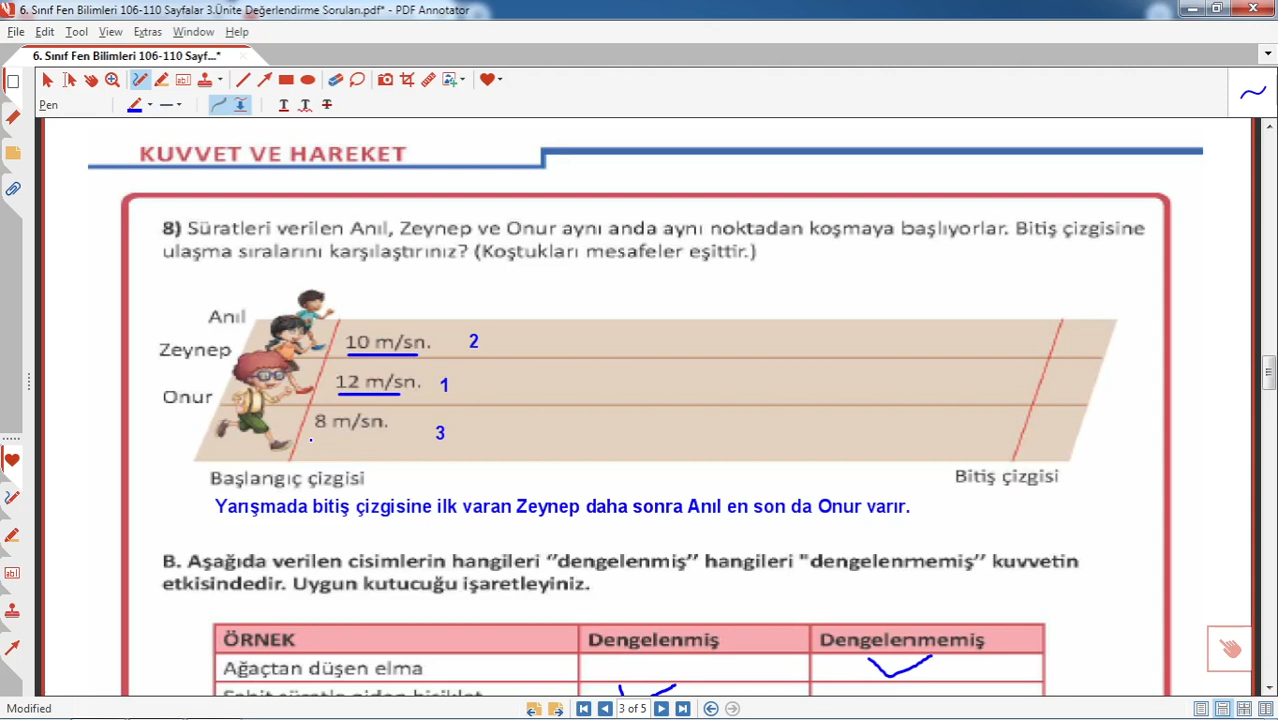 6. Sınıf Fen Bilimleri 106-110 Sayfalar 3.Ünite Değerlendirme Soruları.pdf* - PDF Annotator
File Edit Tool View Extras Window Help
6. Sınıf Fen Bilimleri 106-110 Sayf...*
Pen
KUVVET VE HAREKET
8) Süratleri verilen Anıl, Zeynep ve Onur aynı anda aynı noktadan koşmaya başlıyorlar. Bitiş çizgisine
ulaşma sıralarını karşılaştırınız? (Koştukları mesafeler eşittir.)
Anıl
10 m/sn. 2
Zeynep
12 m/sn. 1
Onur
8 m/sn. 3
Başlangıç çizgisi Bitiş çizgisi
Yarışmada bitiş çizgisine ilk varan Zeynep daha sonra Anıl en son da Onur varır.
B. Aşağıda verilen cisimlerin hangileri ‘‘dengelenmiş’’ hangileri "dengelenmemiş’’ kuvvetin
etkisindedir. Uygun kutucuğu işaretleyiniz.
ÖRNEK Dengelenmiş Dengelenmemiş
Ağaçtan düşen elma
Sabit süratle giden bisiklet
Modified 3 of 5